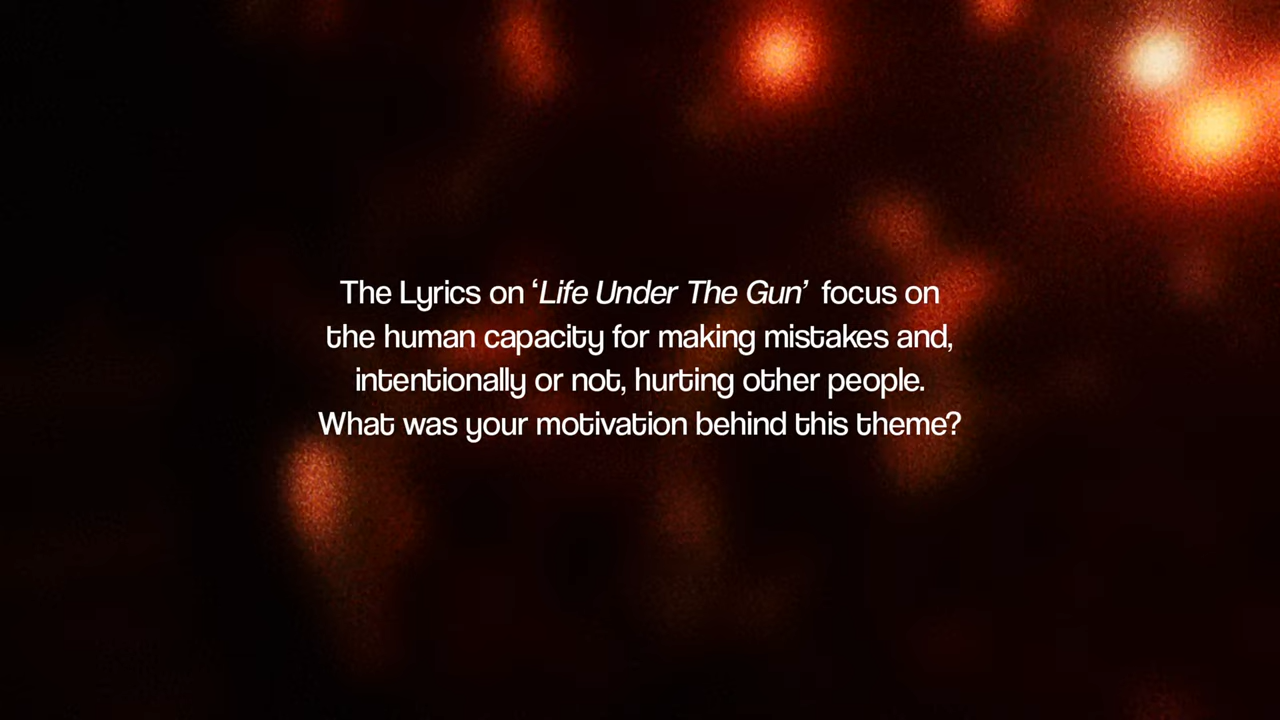 The Lyrics on ‘Life Under The Gun’ focus on
the human capacity for making mistakes and,
intentionally or not, hurting other people.
What was your motivation behind this theme?